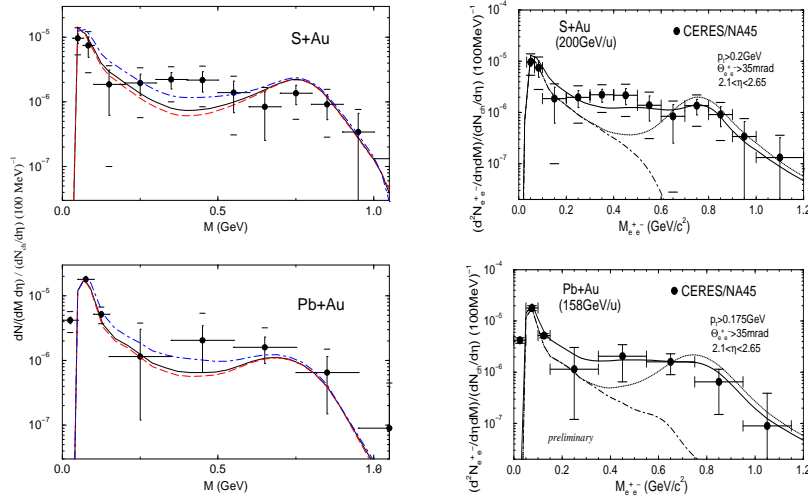 S+Au
10⁻⁵
10⁻⁶
10⁻⁷
0.0
0.5
1.0
M (GeV)
dN/(dM dη) / (dN_ch/dη) (100 MeV)⁻¹
Pb+Au
10⁻⁵
10⁻⁶
10⁻⁷
0.0
0.5
1.0
M (GeV)
S+Au
(200GeV/u)
CERES/NA45
p_t>0.2GeV
Θ_e⁺e⁻>35mrad
2.1<η<2.65
10⁻⁴
10⁻⁵
10⁻⁶
10⁻⁷
0.0 0.2 0.4 0.6 0.8 1.0 1.2
M_e⁺e⁻ (GeV/c²)
(d²N_e⁺e⁻/dηdM)/(dN_ch/dη) (100MeV)⁻¹
Pb+Au
(158GeV/u)
CERES/NA45
p_t>0.175GeV
Θ_e⁺e⁻>35mrad
2.1<η<2.65
preliminary
10⁻⁴
10⁻⁵
10⁻⁶
10⁻⁷
0.0 0.2 0.4 0.6 0.8 1.0 1.2
M_e⁺e⁻ (GeV/c²)
(d²N_e⁺e⁻/dηdM)/(dN_ch/dη) (100MeV)⁻¹